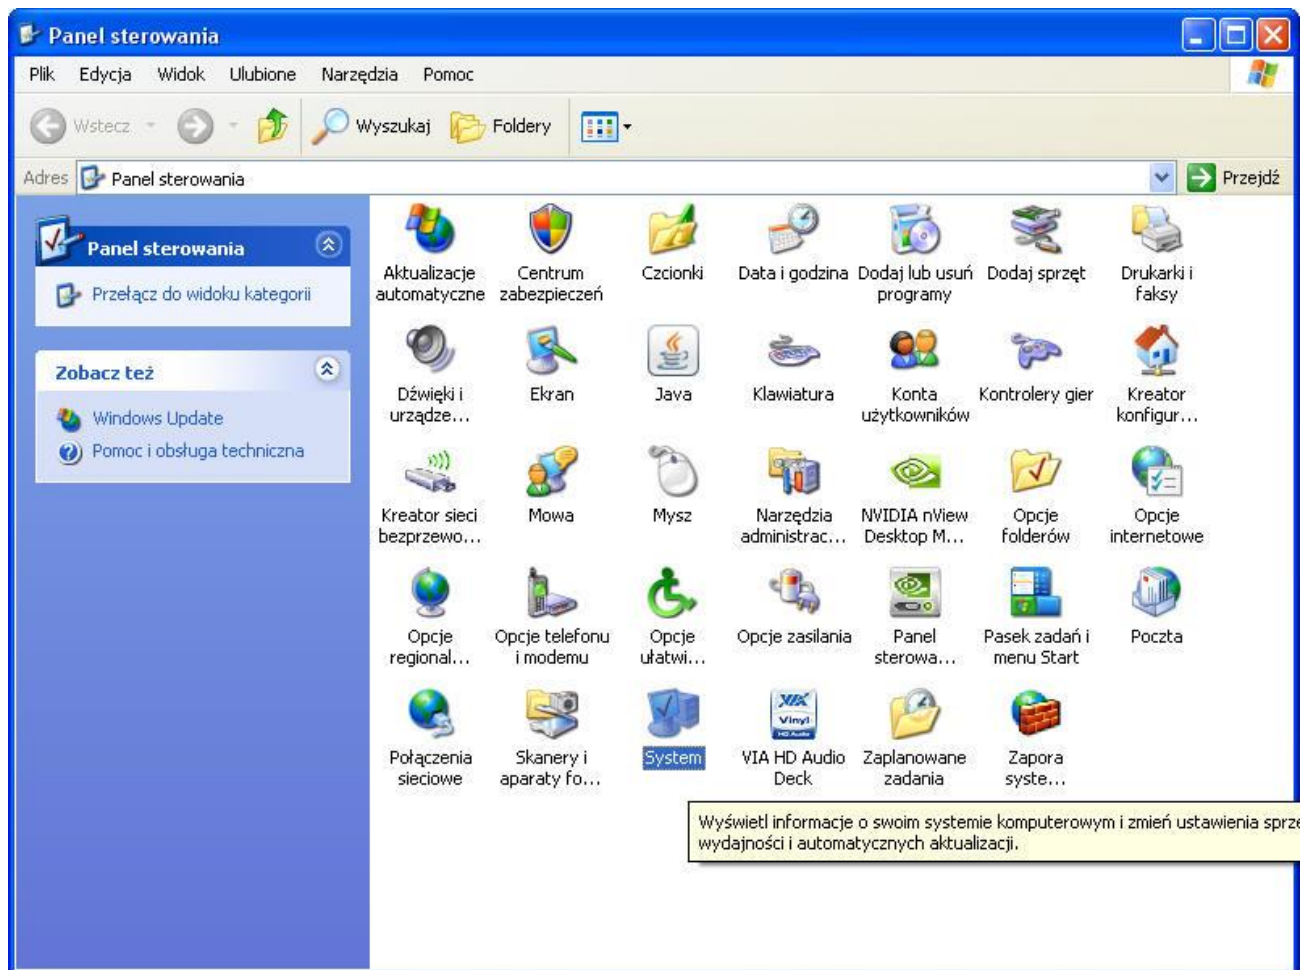 Panel sterowania
Plik Edycja Widok Ulubione Narzędzia Pomoc
Wstecz Wyszukaj Foldery
Adres Panel sterowania Przejdź
Panel sterowania
Przełącz do widoku kategorii
Zobacz też
Windows Update
Pomoc i obsługa techniczna
Aktualizacje automatyczne
Centrum zabezpieczeń
Czcionki
Data i godzina
Dodaj lub usuń programy
Dodaj sprzęt
Drukarki i faksy
Dźwięki i urządze...
Ekran
Java
Klawiatura
Konta użytkowników
Kontrolery gier
Kreator konfigur...
Kreator sieci bezprzewo...
Mowa
Mysz
Narzędzia administrac...
NVIDIA nView Desktop M...
Opcje folderów
Opcje internetowe
Opcje regional...
Opcje telefonu i modemu
Opcje ułatwi...
Opcje zasilania
Panel sterowa...
Pasek zadań i menu Start
Poczta
Połączenia sieciowe
Skanery i aparaty fo...
System
VIA Vinyl HD Audio
VIA HD Audio Deck
Zaplanowane zadania
Zapora syste...
Wyświetl informacje o swoim systemie komputerowym i zmień ustawienia sprzę
wydajności i automatycznych aktualizacji.